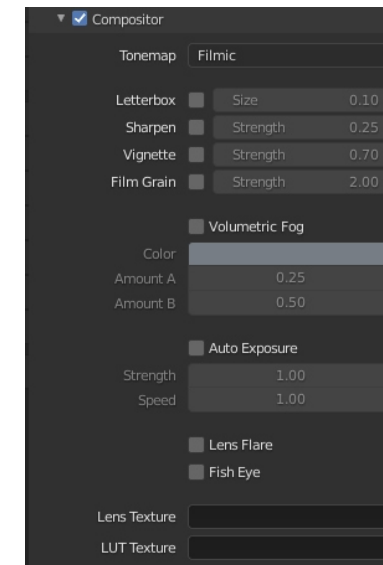 Compositor
Tonemap Filmic
Letterbox Size 0.10
Sharpen Strength 0.25
Vignette Strength 0.70
Film Grain Strength 2.00
Volumetric Fog
Color
Amount A 0.25
Amount B 0.50
Auto Exposure
Strength 1.00
Speed 1.00
Lens Flare
Fish Eye
Lens Texture
LUT Texture